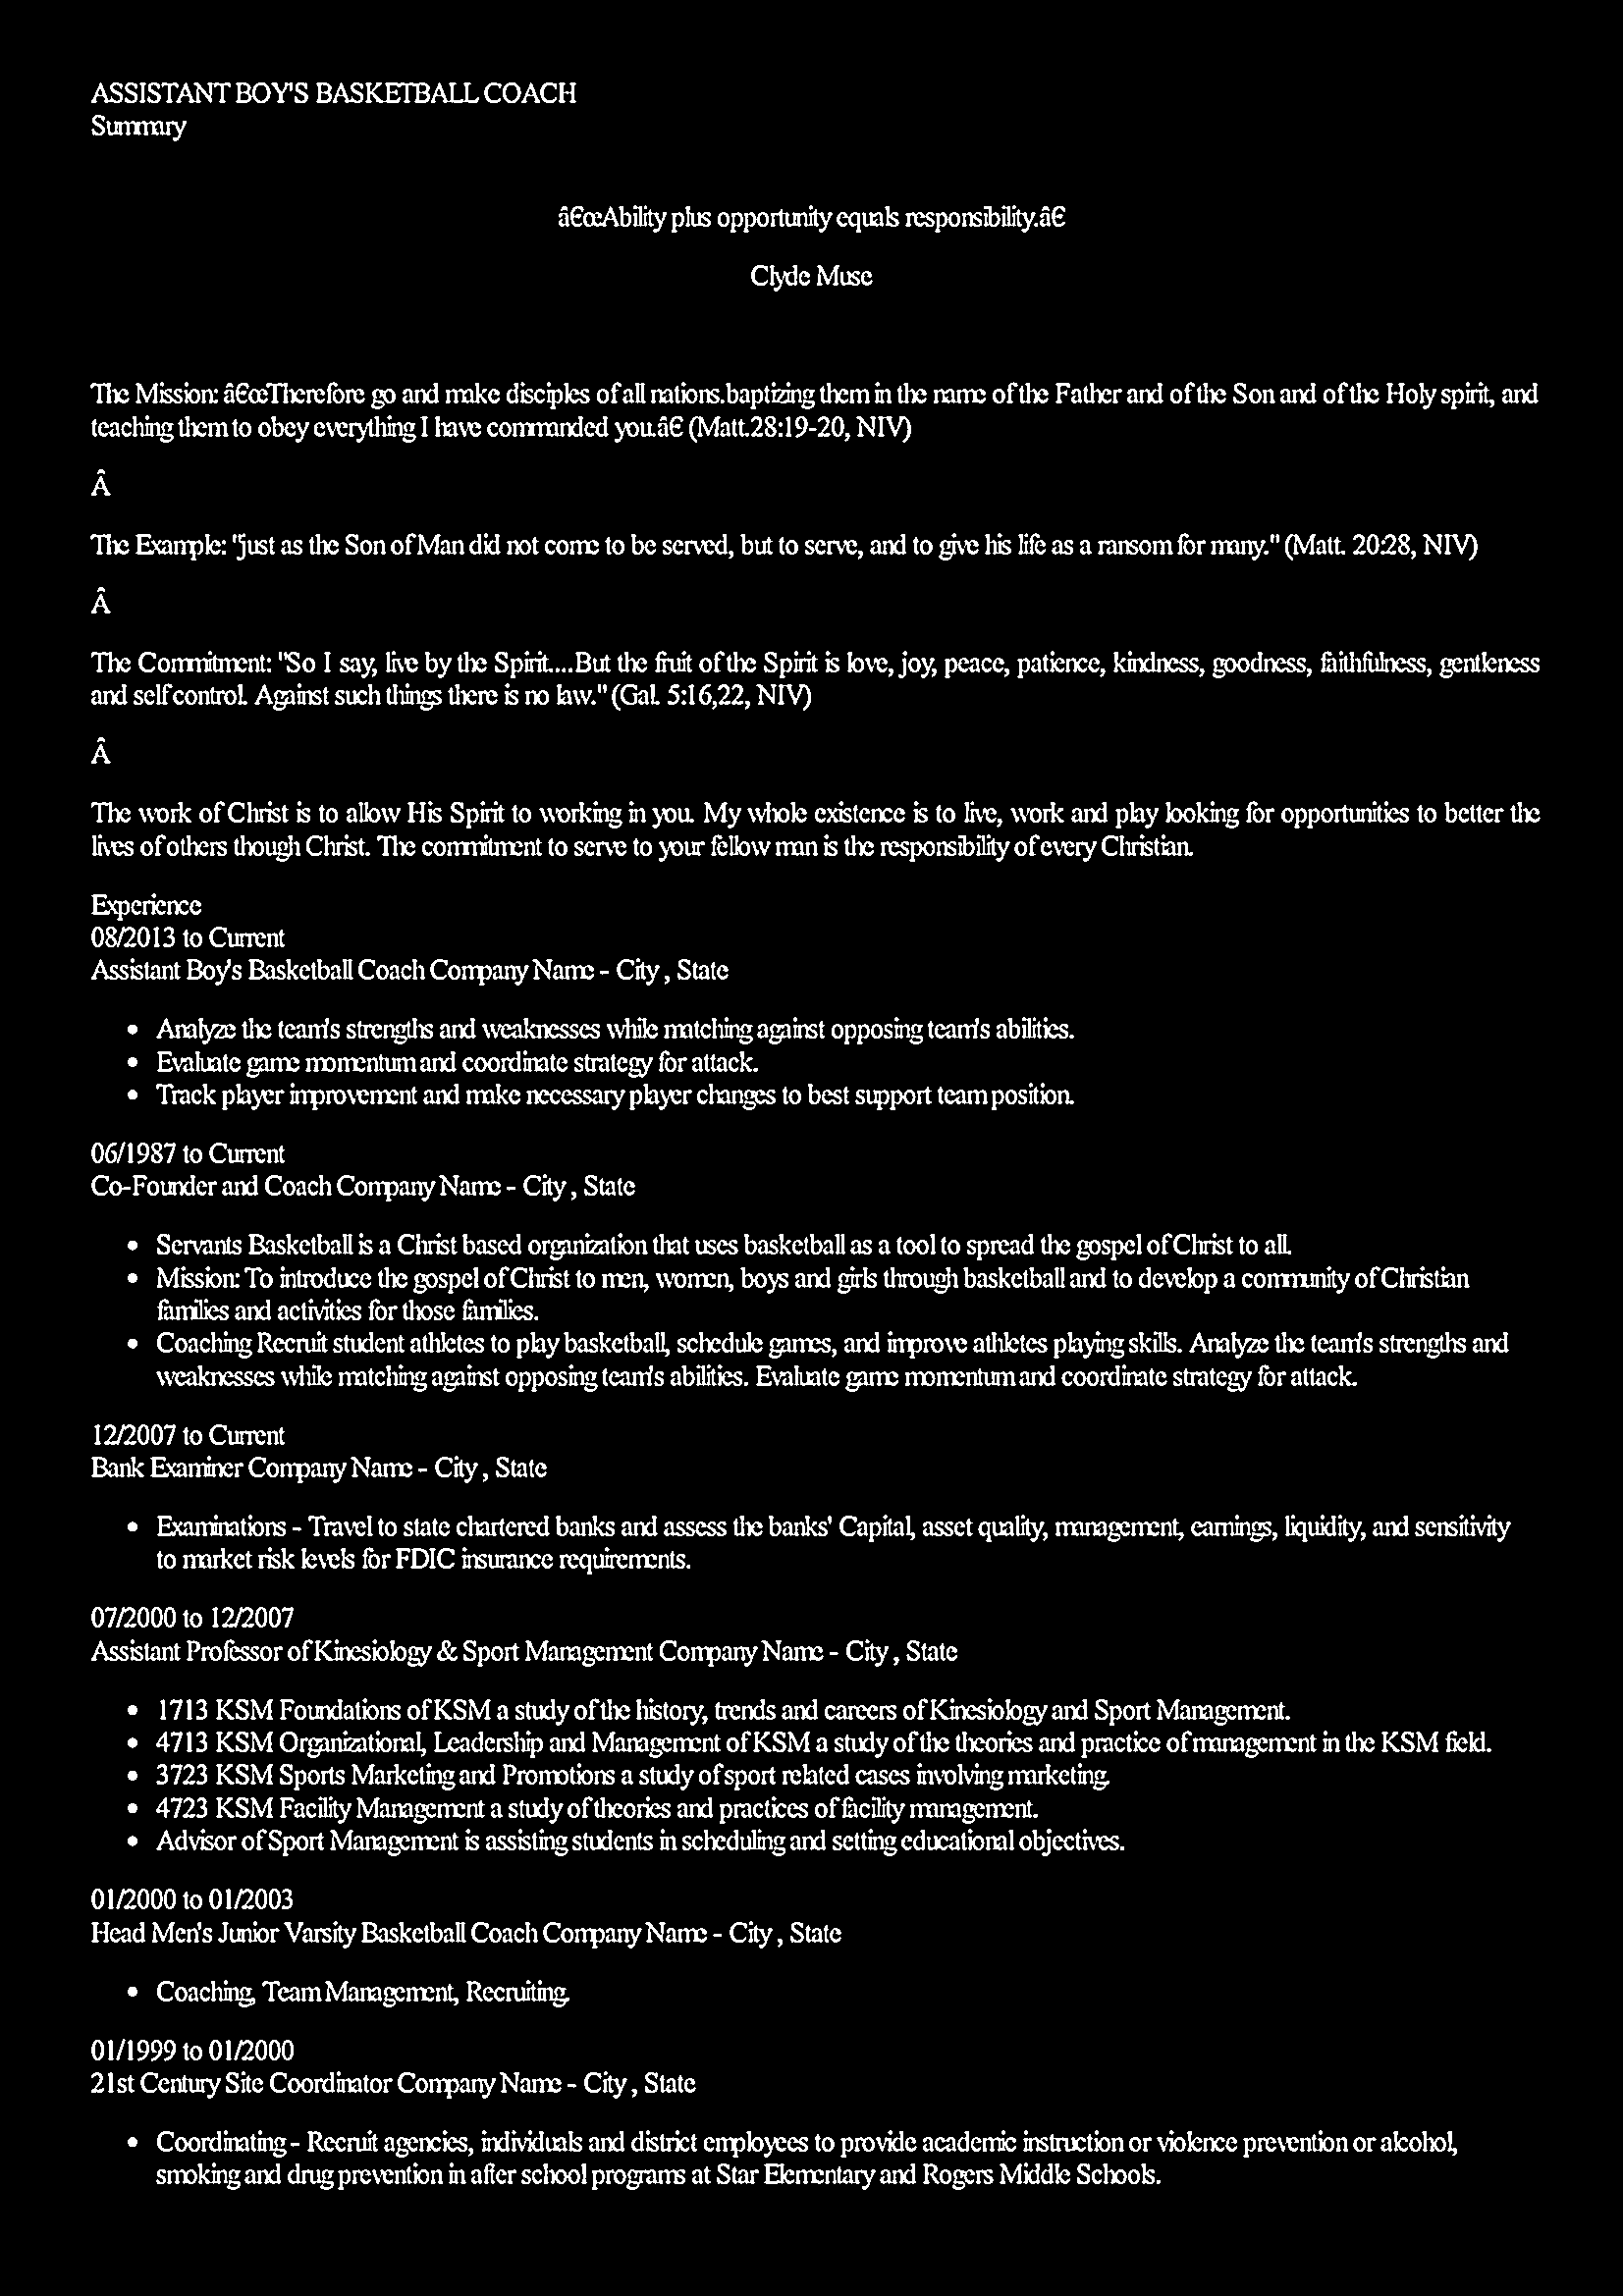 ASSISTANT BOY'S BASKETBALL COACH
Summary
â€œAbility plus opportunity equals responsibility.â€
Clyde Muse
The Mission: â€œTherefore go and make disciples of all nations.baptizing them in the name of the Father and of the Son and of the Holy spirit, and
teaching them to obey everything I have commanded you.â€ (Matt.28:19-20, NIV)
Â
The Example: "just as the Son of Man did not come to be served, but to serve, and to give his life as a ransom for many." (Matt. 20:28, NIV)
Â
The Commitment: "So I say, live by the Spirit....But the fruit of the Spirit is love, joy, peace, patience, kindness, goodness, faithfulness, gentleness
and self control. Against such things there is no law." (Gal. 5:16,22, NIV)
Â
The work of Christ is to allow His Spirit to working in you. My whole existence is to live, work and play looking for opportunities to better the
lives of others though Christ. The commitment to serve to your fellow man is the responsibility of every Christian.
Experience
08/2013 to Current
Assistant Boy's Basketball Coach Company Name - City , State
• Analyze the team's strengths and weaknesses while matching against opposing team's abilities.
• Evaluate game momentum and coordinate strategy for attack.
• Track player improvement and make necessary player changes to best support team position.
06/1987 to Current
Co-Founder and Coach Company Name - City , State
• Servants Basketball is a Christ based organization that uses basketball as a tool to spread the gospel of Christ to all.
• Mission: To introduce the gospel of Christ to men, women, boys and girls through basketball and to develop a community of Christian
families and activities for those families.
• Coaching Recruit student athletes to play basketball, schedule games, and improve athletes playing skills. Analyze the team's strengths and
weaknesses while matching against opposing team's abilities. Evaluate game momentum and coordinate strategy for attack.
12/2007 to Current
Bank Examiner Company Name - City , State
• Examinations - Travel to state chartered banks and assess the banks' Capital, asset quality, management, earnings, liquidity, and sensitivity
to market risk levels for FDIC insurance requirements.
07/2000 to 12/2007
Assistant Professor of Kinesiology & Sport Management Company Name - City , State
• 1713 KSM Foundations of KSM a study of the history, trends and careers of Kinesiology and Sport Management.
• 4713 KSM Organizational, Leadership and Management of KSM a study of the theories and practice of management in the KSM field.
• 3723 KSM Sports Marketing and Promotions a study of sport related cases involving marketing.
• 4723 KSM Facility Management a study of theories and practices of facility management.
• Advisor of Sport Management is assisting students in scheduling and setting educational objectives.
01/2000 to 01/2003
Head Men's Junior Varsity Basketball Coach Company Name - City , State
• Coaching, Team Management, Recruiting.
01/1999 to 01/2000
21st Century Site Coordinator Company Name - City , State
• Coordinating - Recruit agencies, individuals and district employees to provide academic instruction or violence prevention or alcohol,
smoking and drug prevention in after school programs at Star Elementary and Rogers Middle Schools.